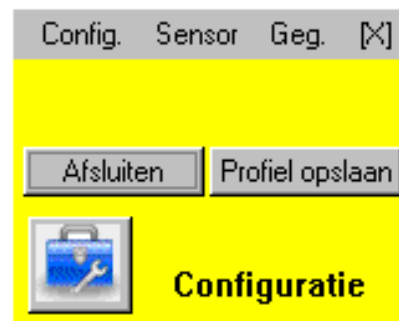 Config. Sensor Geg. [X]
Afsluiten Profiel opslaan
Configuratie